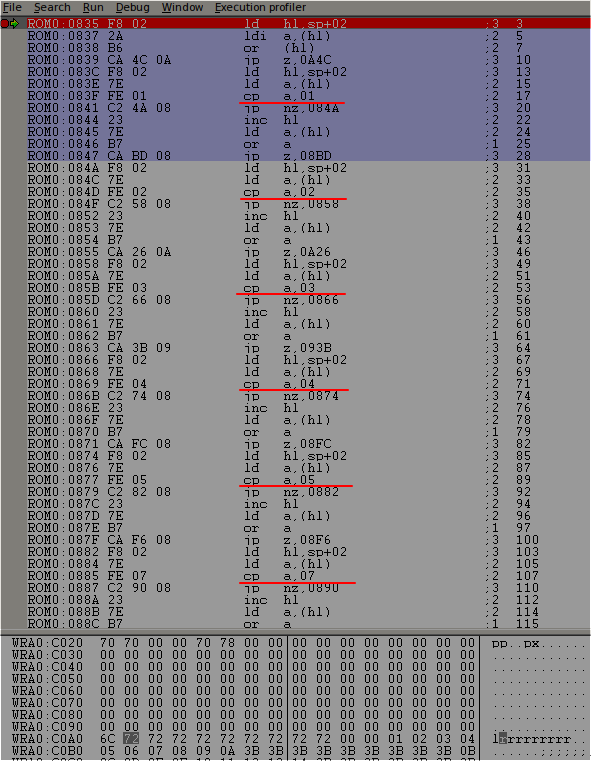 File Search Run Debug Window Execution profiler
ROM0:0835 F8 02 ld hl,sp+02 ;3 3
ROM0:0837 2A ldi a,(hl) ;2 5
ROM0:0838 B6 or (hl) ;2 7
ROM0:0839 CA 4C 0A jp z,0A4C ;3 10
ROM0:083C F8 02 ld hl,sp+02 ;3 13
ROM0:083E 7E ld a,(hl) ;2 15
ROM0:083F FE 01 cp a,01 ;2 17
ROM0:0841 C2 4A 08 jp nz,084A ;3 20
ROM0:0844 23 inc hl ;2 22
ROM0:0845 7E ld a,(hl) ;2 24
ROM0:0846 B7 or a ;1 25
ROM0:0847 CA BD 08 jp z,08BD ;3 28
ROM0:084A F8 02 ld hl,sp+02 ;3 31
ROM0:084C 7E ld a,(hl) ;2 33
ROM0:084D FE 02 cp a,02 ;2 35
ROM0:084F C2 58 08 jp nz,0858 ;3 38
ROM0:0852 23 inc hl ;2 40
ROM0:0853 7E ld a,(hl) ;2 42
ROM0:0854 B7 or a ;1 43
ROM0:0855 CA 26 0A jp z,0A26 ;3 46
ROM0:0858 F8 02 ld hl,sp+02 ;3 49
ROM0:085A 7E ld a,(hl) ;2 51
ROM0:085B FE 03 cp a,03 ;2 53
ROM0:085D C2 66 08 jp nz,0866 ;3 56
ROM0:0860 23 inc hl ;2 58
ROM0:0861 7E ld a,(hl) ;2 60
ROM0:0862 B7 or a ;1 61
ROM0:0863 CA 3B 09 jp z,093B ;3 64
ROM0:0866 F8 02 ld hl,sp+02 ;3 67
ROM0:0868 7E ld a,(hl) ;2 69
ROM0:0869 FE 04 cp a,04 ;2 71
ROM0:086B C2 74 08 jp nz,0874 ;3 74
ROM0:086E 23 inc hl ;2 76
ROM0:086F 7E ld a,(hl) ;2 78
ROM0:0870 B7 or a ;1 79
ROM0:0871 CA FC 08 jp z,08FC ;3 82
ROM0:0874 F8 02 ld hl,sp+02 ;3 85
ROM0:0876 7E ld a,(hl) ;2 87
ROM0:0877 FE 05 cp a,05 ;2 89
ROM0:0879 C2 82 08 jp nz,0882 ;3 92
ROM0:087C 23 inc hl ;2 94
ROM0:087D 7E ld a,(hl) ;2 96
ROM0:087E B7 or a ;1 97
ROM0:087F CA F6 08 jp z,08F6 ;3 100
ROM0:0882 F8 02 ld hl,sp+02 ;3 103
ROM0:0884 7E ld a,(hl) ;2 105
ROM0:0885 FE 07 cp a,07 ;2 107
ROM0:0887 C2 90 08 jp nz,0890 ;3 110
ROM0:088A 23 inc hl ;2 112
ROM0:088B 7E ld a,(hl) ;2 114
ROM0:088C B7 or a ;1 115
WRA0:C020 70 70 00 00 70 78 00 00 00 00 00 00 00 00 00 00 pp..px..........
WRA0:C030 00 00 00 00 00 00 00 00 00 00 00 00 00 00 00 00 ................
WRA0:C040 00 00 00 00 00 00 00 00 00 00 00 00 00 00 00 00 ................
WRA0:C050 00 00 00 00 00 00 00 00 00 00 00 00 00 00 00 00 ................
WRA0:C060 00 00 00 00 00 00 00 00 00 00 00 00 00 00 00 00 ................
WRA0:C070 00 00 00 00 00 00 00 00 00 00 00 00 00 00 00 00 ................
WRA0:C080 00 00 00 00 00 00 00 00 00 00 00 00 00 00 00 00 ................
WRA0:C090 00 00 00 00 00 00 00 00 00 00 00 00 00 00 00 00 ................
WRA0:C0A0 6C 72 72 72 72 72 72 72 72 72 00 00 01 02 03 04 lrrrrrrrrr......
WRA0:C0B0 05 06 07 08 09 0A 3B 3B 3B 3B 3B 3B 3B 3B 3B 0B ......;;;;;;;;;.